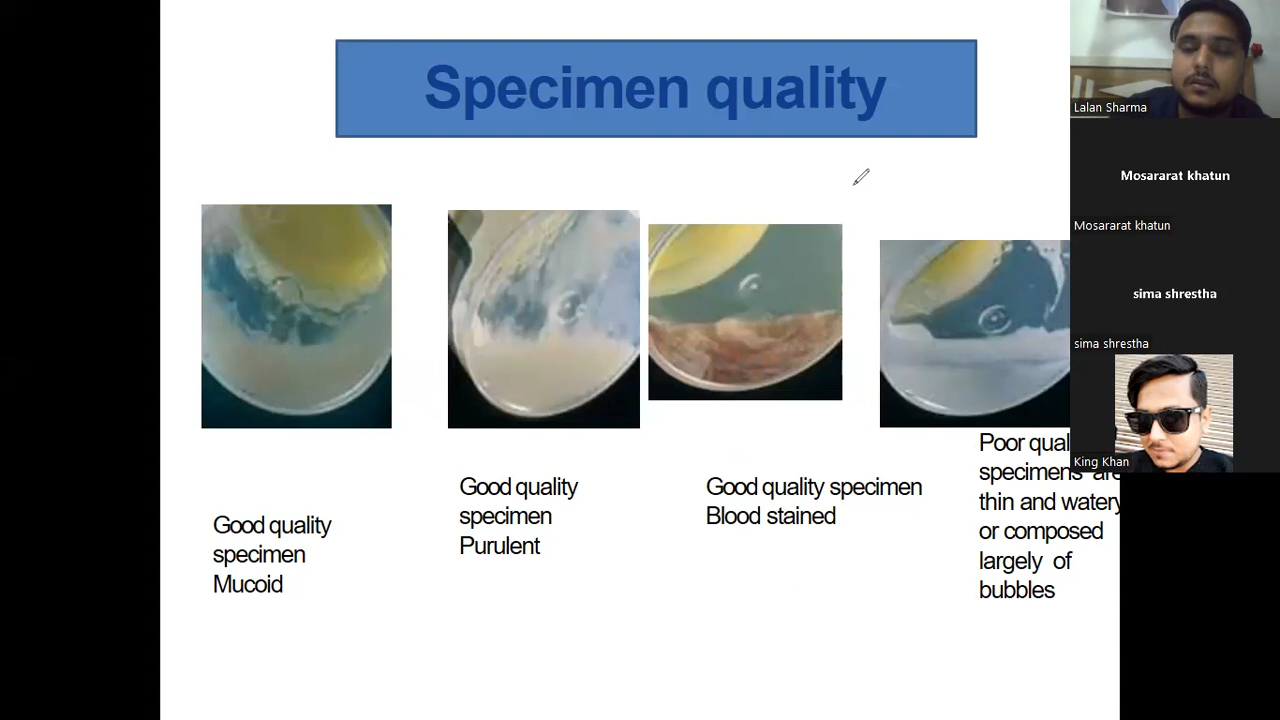 Specimen quality
Good quality
specimen
Mucoid
Good quality
specimen
Purulent
Good quality specimen
Blood stained
Poor
specimens
thin and watery
or composed
largely of
bubbles
Lalan Sharma
Mosararat khatun
Mosararat khatun
sima shrestha
sima shrestha
King Khan